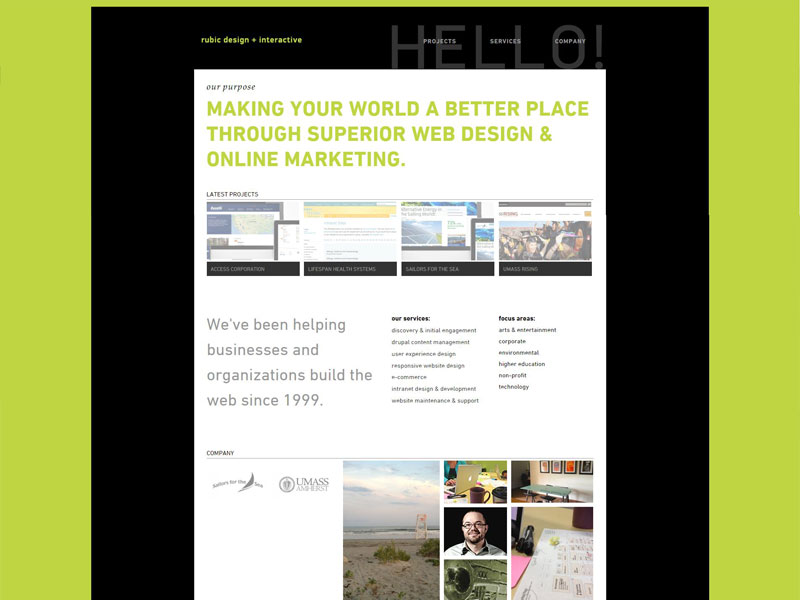 rubic design + interactive
HELLO!
PROJECTS
SERVICES
COMPANY
our purpose
MAKING YOUR WORLD A BETTER PLACE
THROUGH SUPERIOR WEB DESIGN &
ONLINE MARKETING.
LATEST PROJECTS
ACCESS CORPORATION
LIFESPAN HEALTH SYSTEMS
SAILORS FOR THE SEA
UMASS RISING
We've been helping
businesses and
organizations build the
web since 1999.
our services:
discovery & initial engagement
drupal content management
user experience design
responsive website design
e-commerce
intranet design & development
website maintenance & support
focus areas:
arts & entertainment
corporate
environmental
higher education
non-profit
technology
COMPANY
Sailors for the Sea
UMASS
AMHERST